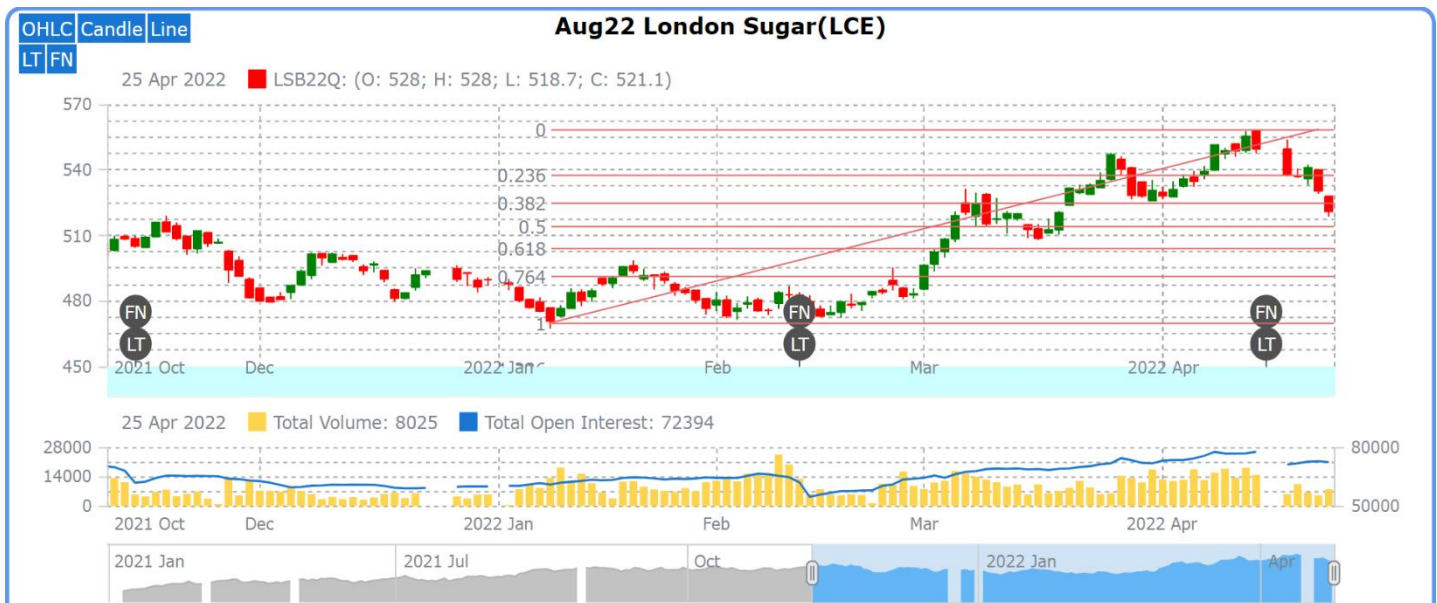 OHLC Candle Line
Aug22 London Sugar(LCE)
LT FN
25 Apr 2022 LSB22Q: (O: 528; H: 528; L: 518.7; C: 521.1)
570
0
540
0.236
0.382
0.5
510
0.618
0.764
480
FN FN FN
1
LT LT LT
450 2021 Oct Dec 2022 Jan Feb Mar 2022 Apr
25 Apr 2022 Total Volume: 8025 Total Open Interest: 72394
28000 80000
14000
0 50000
2021 Oct Dec 2022 Jan Feb Mar 2022 Apr
2021 Jan 2021 Jul Oct 2022 Jan Apr